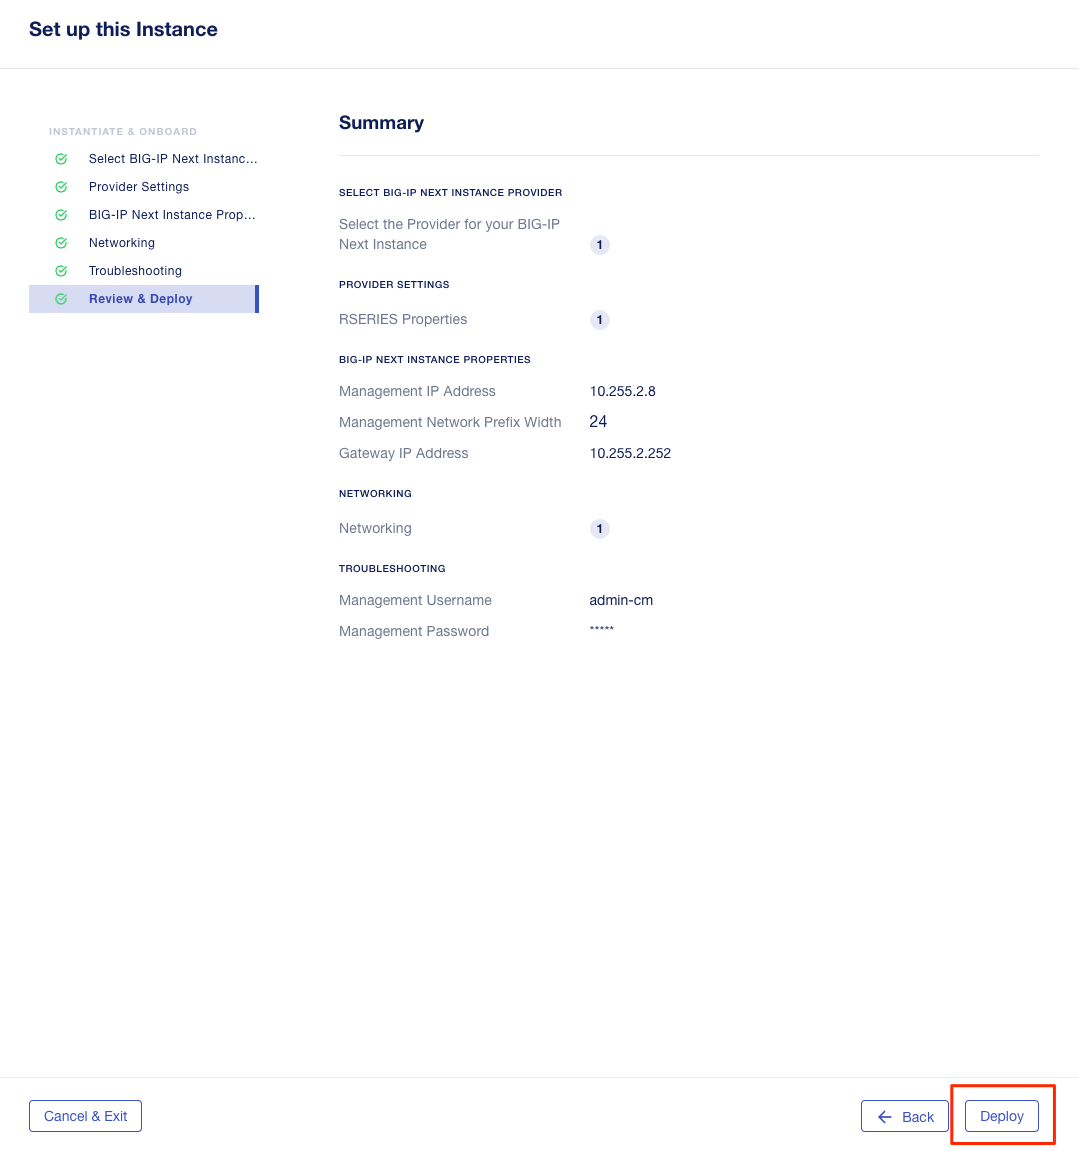 Set up this Instance
INSTANTIATE & ONBOARD
Select BIG-IP Next Instanc...
Provider Settings
BIG-IP Next Instance Prop...
Networking
Troubleshooting
Review & Deploy
Summary
SELECT BIG-IP NEXT INSTANCE PROVIDER
Select the Provider for your BIG-IP
Next Instance 1
PROVIDER SETTINGS
RSERIES Properties 1
BIG-IP NEXT INSTANCE PROPERTIES
Management IP Address 10.255.2.8
Management Network Prefix Width 24
Gateway IP Address 10.255.2.252
NETWORKING
Networking 1
TROUBLESHOOTING
Management Username admin-cm
Management Password *****
Cancel & Exit
Back
Deploy